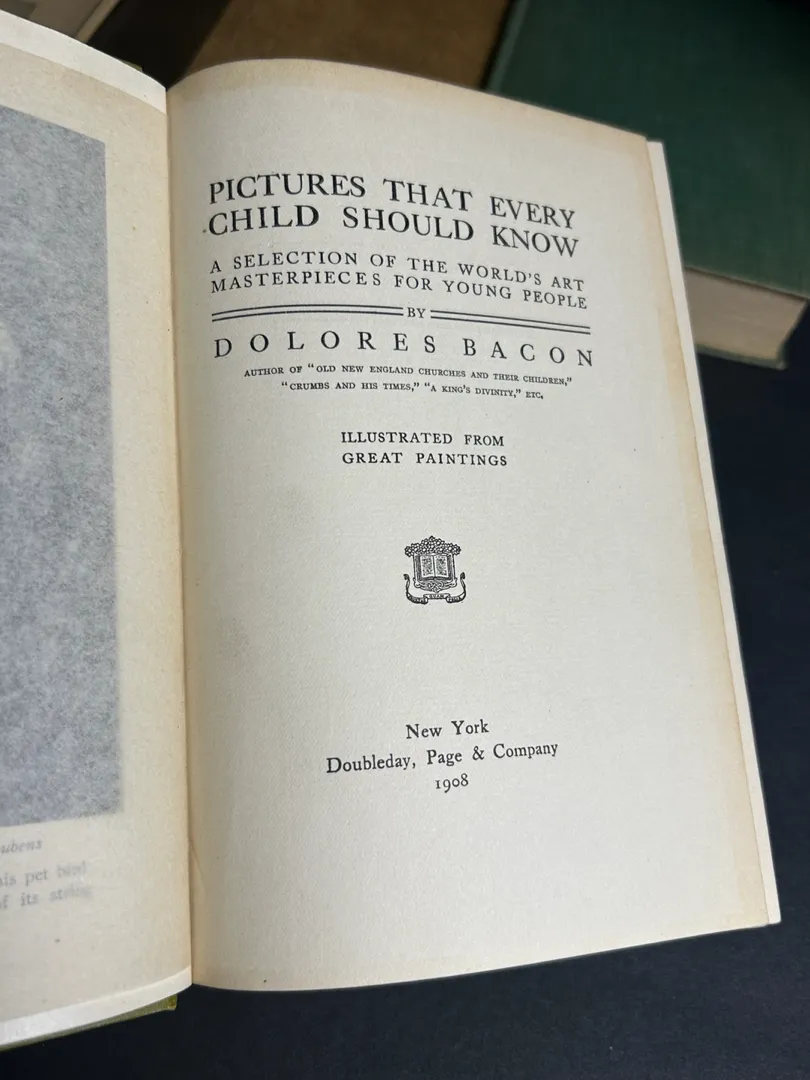 ubens
his pet bird
of its string
PICTURES THAT EVERY
CHILD SHOULD KNOW
A SELECTION OF THE WORLD'S ART
MASTERPIECES FOR YOUNG PEOPLE
BY
DOLORES BACON
AUTHOR OF "OLD NEW ENGLAND CHURCHES AND THEIR CHILDREN,"
"CRUMBS AND HIS TIMES," "A KING'S DIVINITY," ETC.
ILLUSTRATED FROM
GREAT PAINTINGS
New York
Doubleday, Page & Company
1908